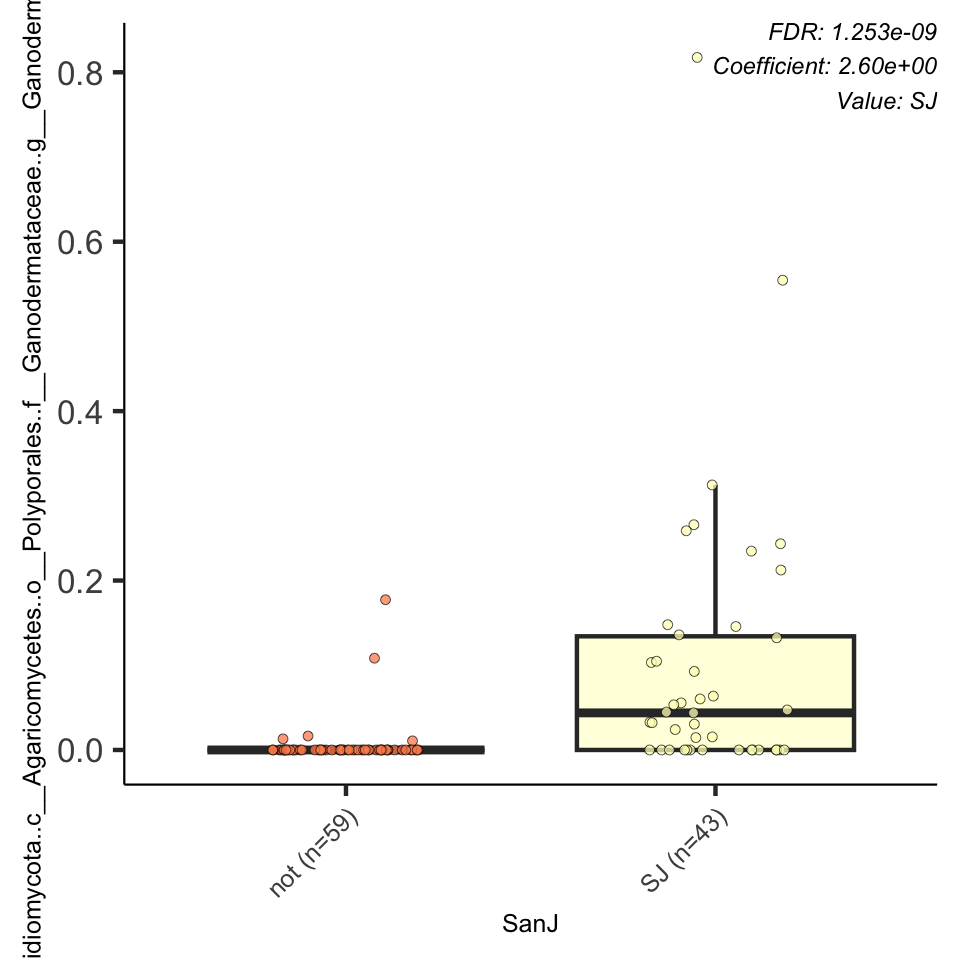 FDR: 1.253e-09
Coefficient: 2.60e+00
Value: SJ
idiomycota..c__Agaricomycetes.o__Polyporales..f__Ganodermataceae..g__Ganoderm
0.8
0.6
0.4
0.2
0.0
not (n=59)
SJ (n=43)
SanJ